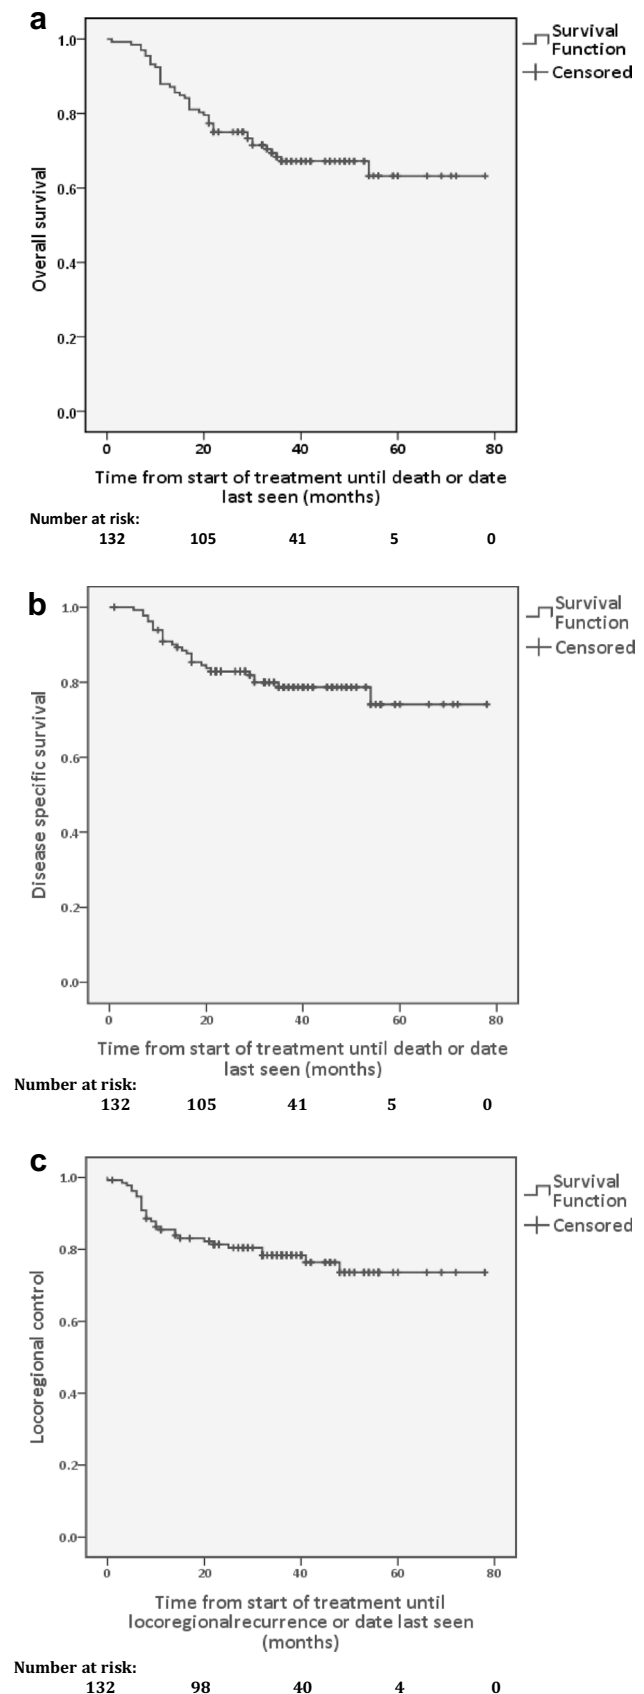 a
Survival
Function
Censored
1.0
0.8
0.6
0.4
0.2
0.0
Overall survival
0 20 40 60 80
Time from start of treatment until death or date
last seen (months)
Number at risk:
132 105 41 5 0
b
Survival
Function
Censored
1.0
0.8
0.6
0.4
0.2
0.0
Disease specific survival
0 20 40 60 80
Time from start of treatment until death or date
last seen (months)
Number at risk:
132 105 41 5 0
c
Survival
Function
Censored
1.0
0.8
0.6
0.4
0.2
0.0
Locoregional control
0 20 40 60 80
Time from start of treatment until
locoregionalrecurrence or date last seen
(months)
Number at risk:
132 98 40 4 0